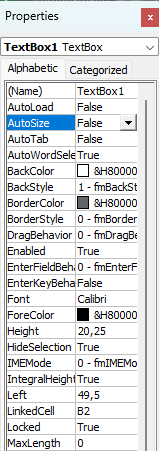 Properties
TextBox1 TextBox
Alphabetic Categorized
(Name) TextBox1
AutoLoad False
AutoSize False
AutoTab False
AutoWordSele True
BackColor &H80000
BackStyle 1 - fmBackSt
BorderColor &H80000
BorderStyle 0 - fmBorder
DragBehavior 0 - fmDragBe
Enabled True
EnterFieldBeha 0 - fmEnterF
EnterKeyBehav False
Font Calibri
ForeColor &H80000
Height 20,25
HideSelection True
IMEMode 0 - fmIMEMo
IntegralHeight True
Left 49,5
LinkedCell B2
Locked True
MaxLength 0